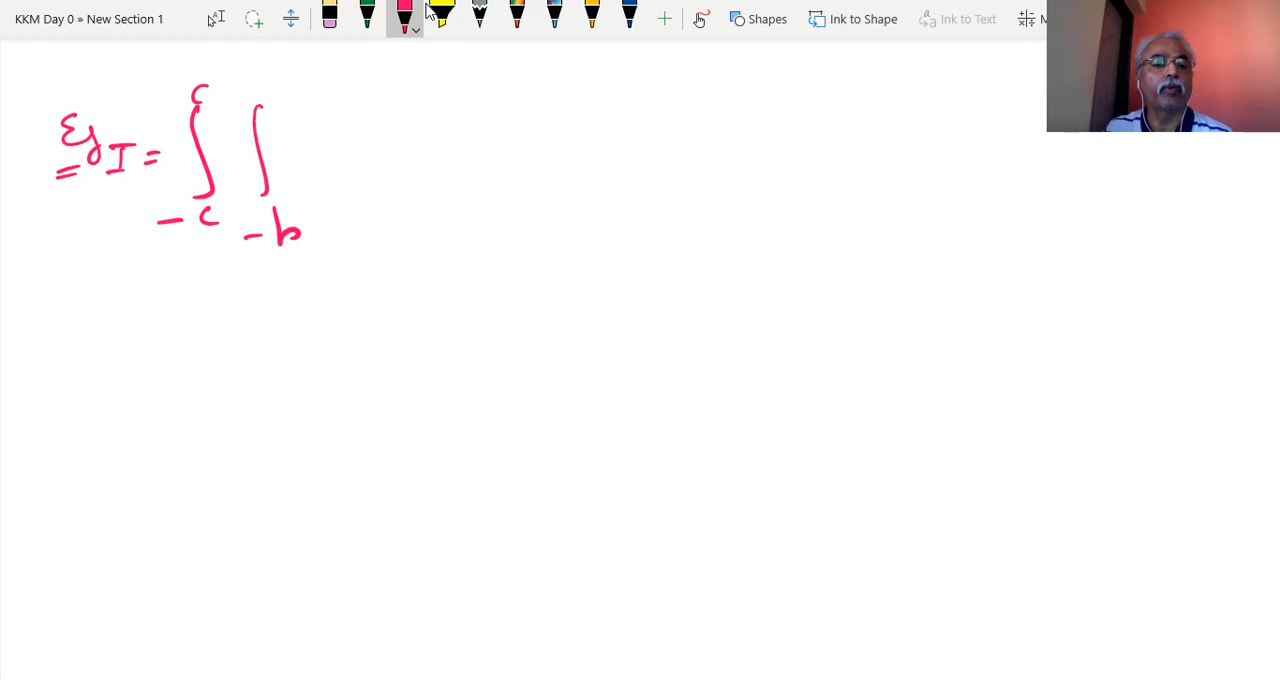 KKM Day 0 » New Section 1
Shapes
Ink to Shape
Ink to Text
M
Eg I = ∫ ∫
c
-c
-b